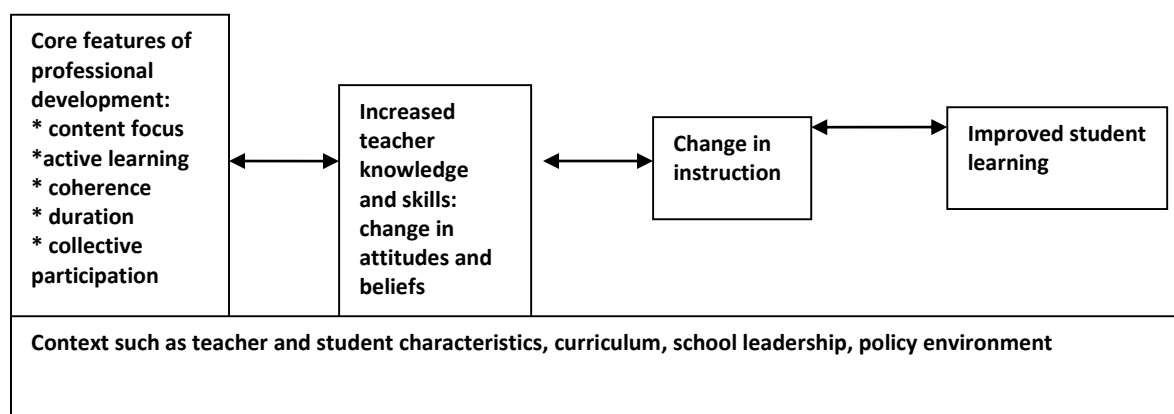 Core features of
professional
development:
* content focus
*active learning
* coherence
* duration
* collective
participation
Increased
teacher
knowledge
and skills:
change in
attitudes and
beliefs
Change in
instruction
Improved student
learning
Context such as teacher and student characteristics, curriculum, school leadership, policy environment